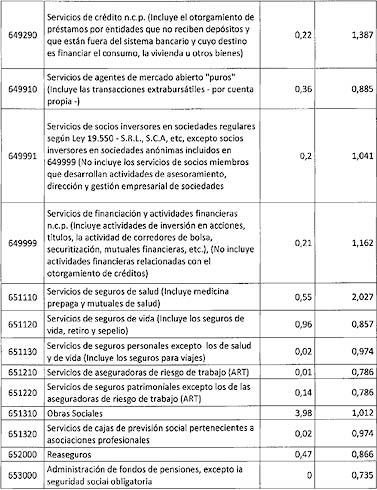 Servicios de crédito n.c.p. (Incluye el otorgamiento de
préstamos por entidades que no reciben depósitos y
649290 que están fuera del sistema bancario y cuyo destino 0,22 1,387
es financiar el consumo, la vivienda u otros bienes)
Servicios de agentes de mercado abierto "puros"
649910 (Incluye las transacciones extrabursátiles - por cuenta 0,36 0,885
propia -)
Servicios de socios inversores en sociedades regulares
según Ley 19.550 - S.R.L., S.C.A, etc, excepto socios
649991 inversores en sociedades anónimas incluidos en 0,2 1,041
649999 (No incluye los servicios de socios miembros
que desarrollan actividades de asesoramiento,
dirección y gestión empresarial de sociedades
Servicios de financiación y actividades financieras
n.c.p. (Incluye actividades de inversión en acciones,
649999 títulos, la actividad de corredores de bolsa, 0,21 1,162
securitización, mutuales financieras, etc.), (No incluye
actividades financieras relacionadas con el
otorgamiento de créditos)
651110 Servicios de seguros de salud (Incluye medicina 0,55 2,027
prepaga y mutuales de salud)
651120 Servicios de seguros de vida (Incluye los seguros de 0,96 0,857
vida, retiro y sepelio)
651130 Servicios de seguros personales excepto los de salud 0,02 0,974
y de vida (Incluye los seguros para viajes)
651210 Servicios de aseguradoras de riesgo de trabajo (ART) 0,01 0,786
651220 Servicios de seguros patrimoniales excepto los de las 0,14 0,786
aseguradoras de riesgo de trabajo (ART)
651310 Obras Sociales 3,98 1,012
651320 Servicios de cajas de previsión social pertenecientes a 0,02 0,974
asociaciones profesionales
652000 Reaseguros 0,47 0,866
653000 Administración de fondos de pensiones, excepto la 0 0,735
seguridad social obligatoria